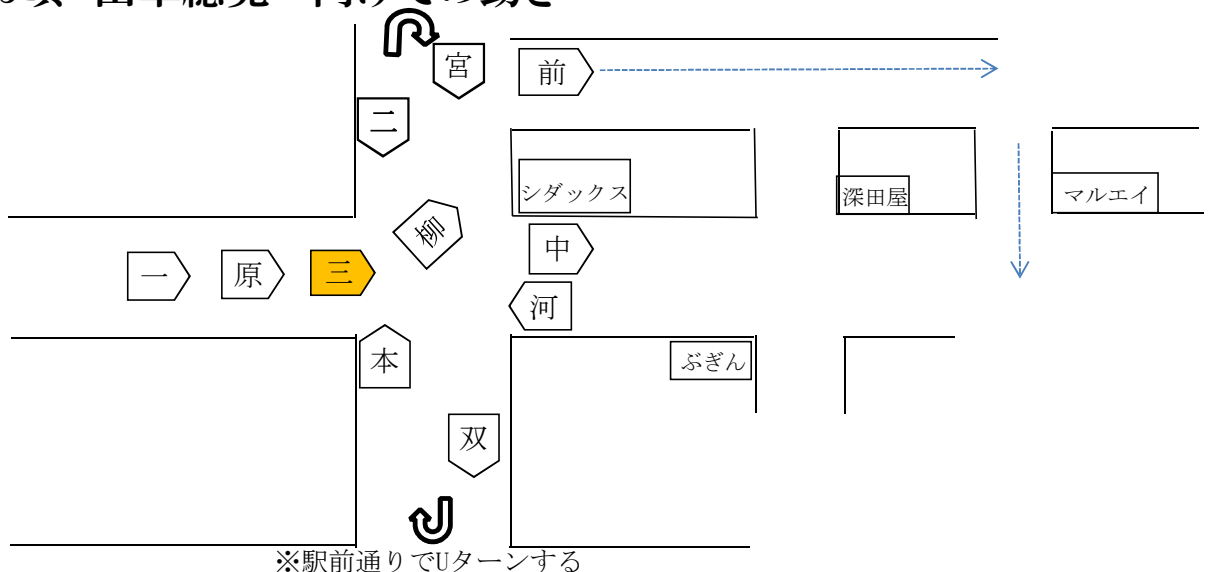 宮
前
二
シダックス
深田屋
マルエイ
柳
中
一
原
三
河
本
ぶぎん
双
※駅前通りでUターンする